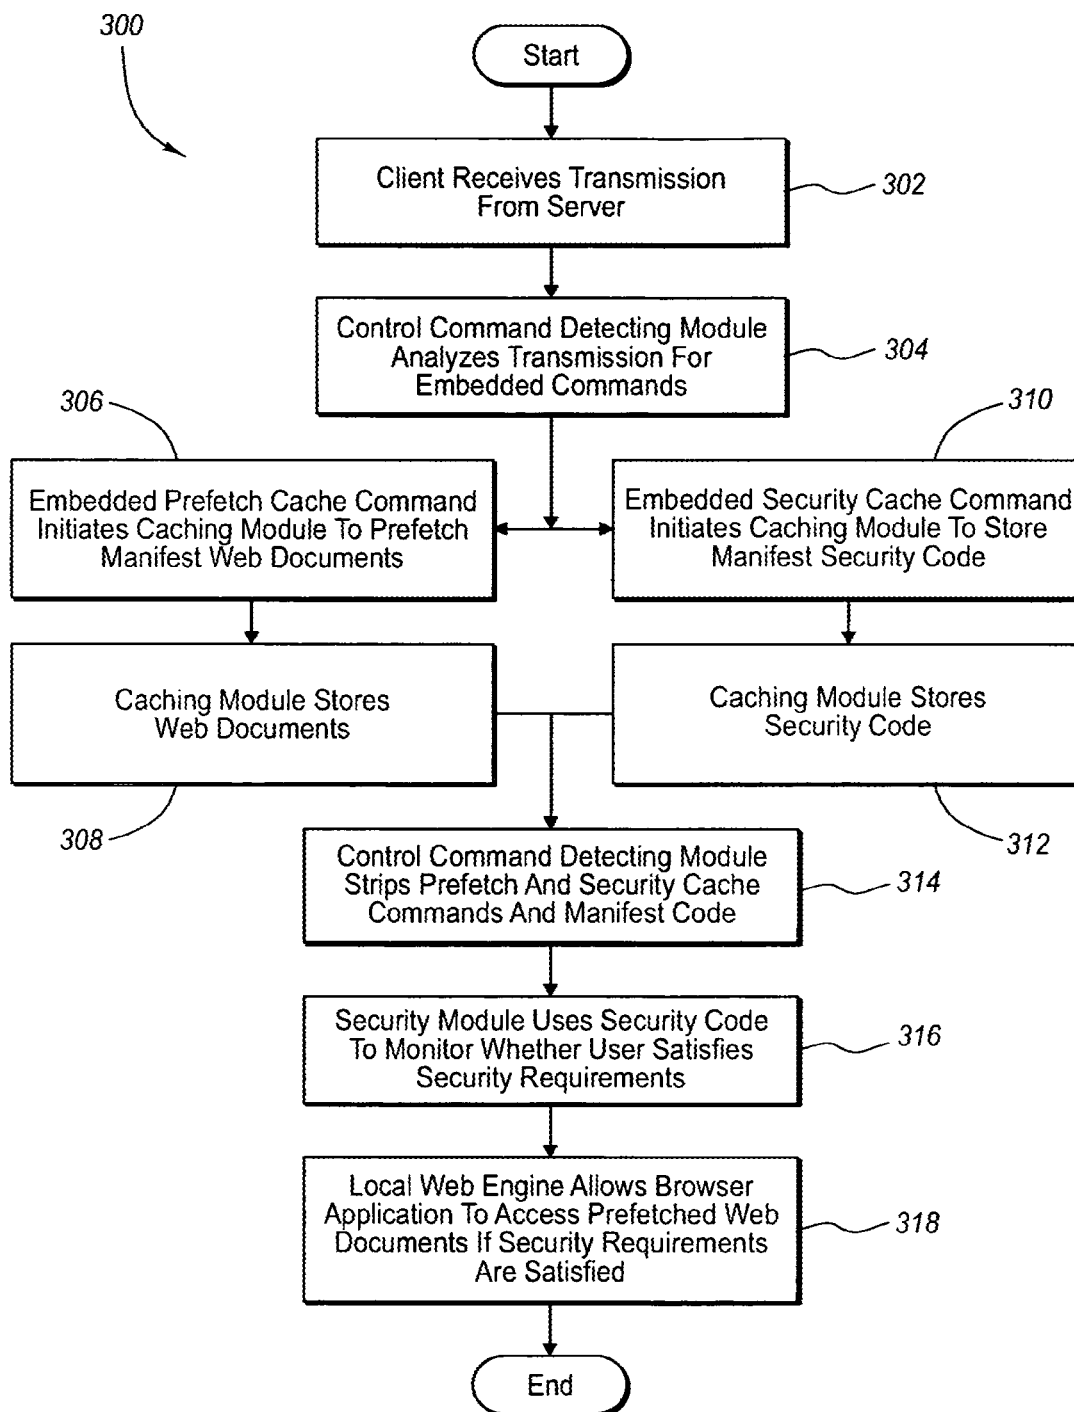 300
Start
Client Receives Transmission
From Server
302
Control Command Detecting Module
Analyzes Transmission For
Embedded Commands
304
306
310
Embedded Prefetch Cache Command
Initiates Caching Module To Prefetch
Manifest Web Documents
Embedded Security Cache Command
Initiates Caching Module To Store
Manifest Security Code
Caching Module Stores
Web Documents
Caching Module Stores
Security Code
308
312
Control Command Detecting Module
Strips Prefetch And Security Cache
Commands And Manifest Code
314
Security Module Uses Security Code
To Monitor Whether User Satisfies
Security Requirements
316
Local Web Engine Allows Browser
Application To Access Prefetched Web
Documents If Security Requirements
Are Satisfied
318
End